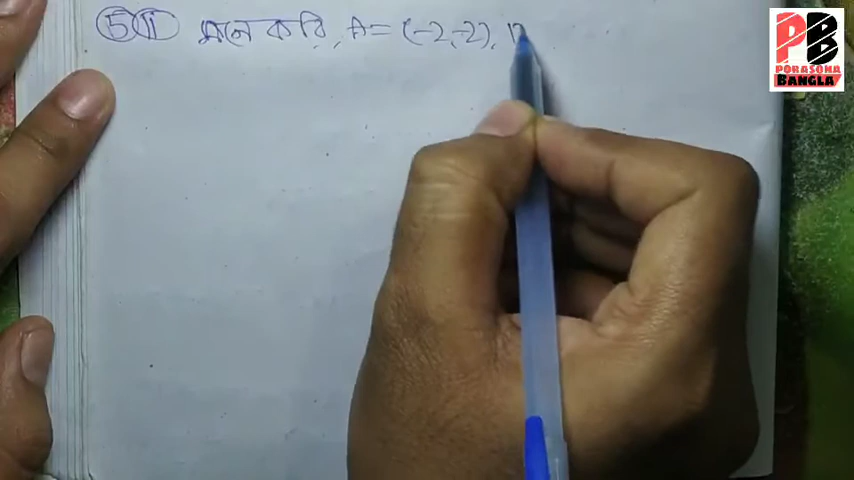 ৫ ii মনে করি, A = (-2,-2),
PB
PORASONA
BANGLA